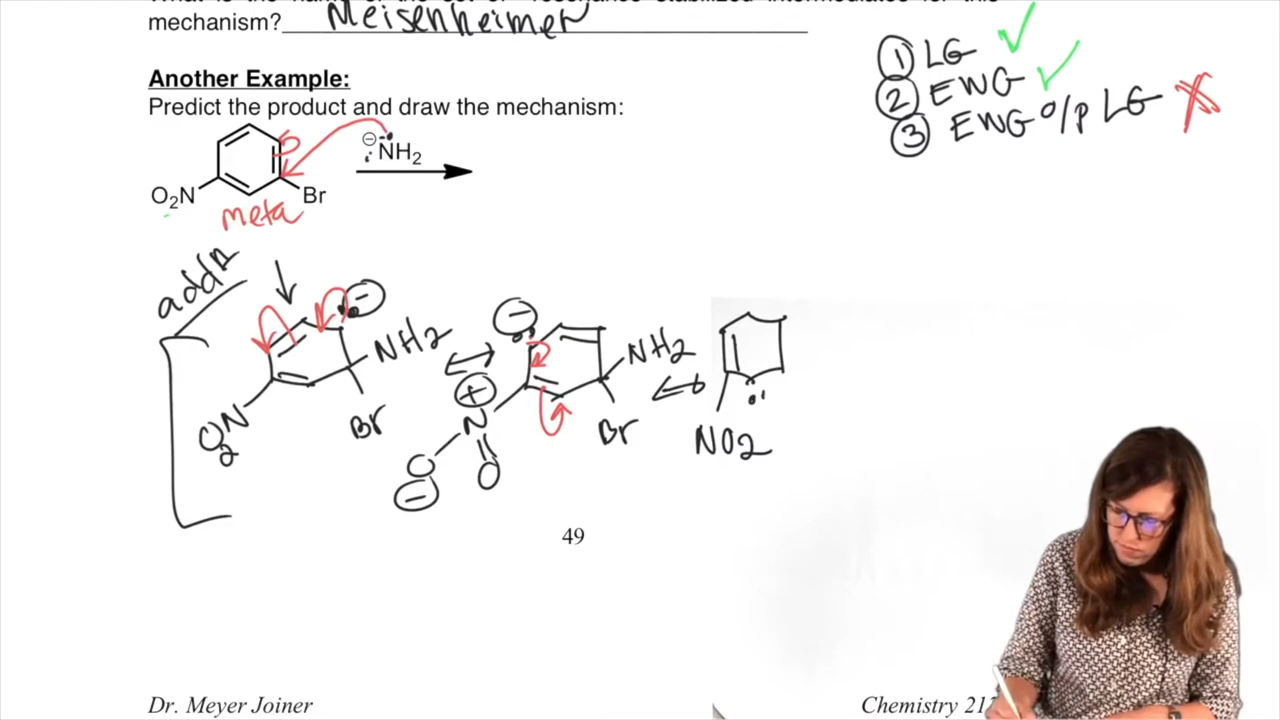 mechanism? Meisenheimer
① LG ✓
② EWG ✓
③ EWG o/p LG X
Another Example:
Predict the product and draw the mechanism:
⊖
:NH2
O2N
Br
meta
addn
⊖
NH2
Br
O2N
⊖
NH2
⊕
N
Br
O
⊖
O
NO2
49
Dr. Meyer Joiner
Chemistry 21